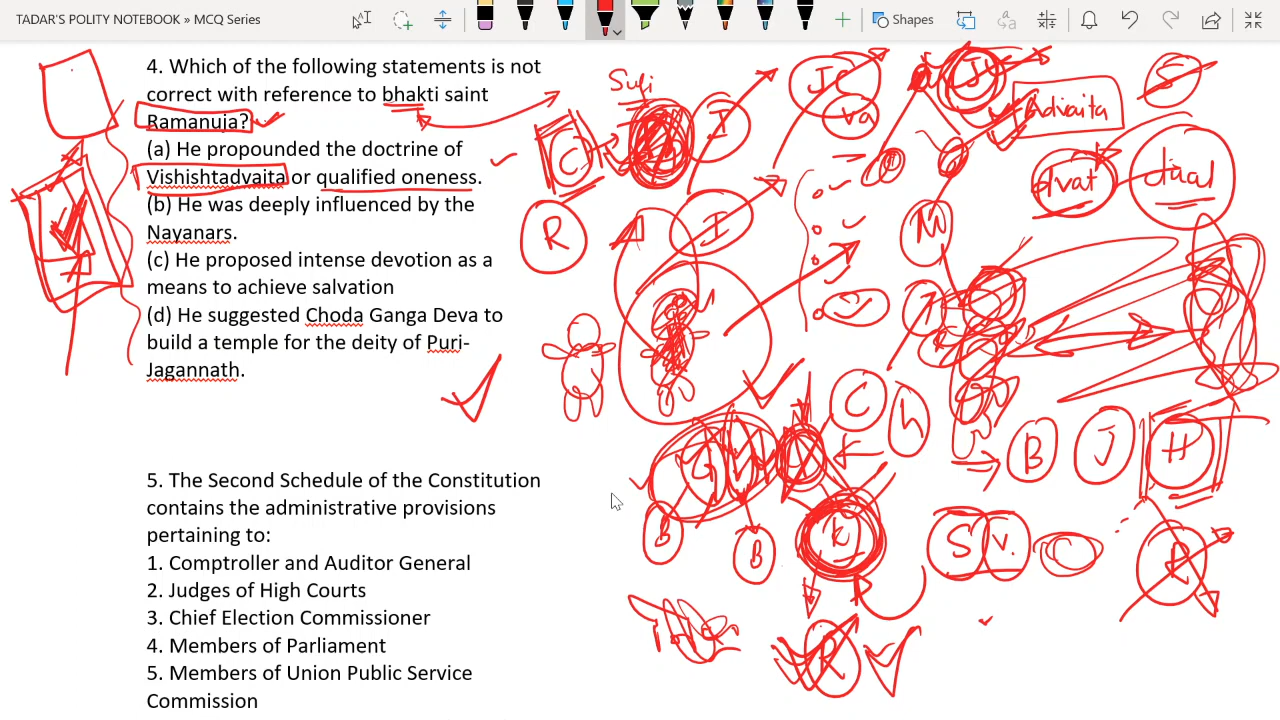 TADAR'S POLITY NOTEBOOK » MCQ Series
Shapes
4. Which of the following statements is not
correct with reference to bhakti saint
Ramanuja?
(a) He propounded the doctrine of
Vishishtadvaita or qualified oneness.
(b) He was deeply influenced by the
Nayanars.
(c) He proposed intense devotion as a
means to achieve salvation
(d) He suggested Choda Ganga Deva to
build a temple for the deity of Puri-
Jagannath.
5. The Second Schedule of the Constitution
contains the administrative provisions
pertaining to:
1. Comptroller and Auditor General
2. Judges of High Courts
3. Chief Election Commissioner
4. Members of Parliament
5. Members of Union Public Service
Commission
Sufi
C
I
JC
Va
S
Advaita
dvat
R
I
M
C
h
B
J
H
G
B
B
K
S
V.
C
R
R